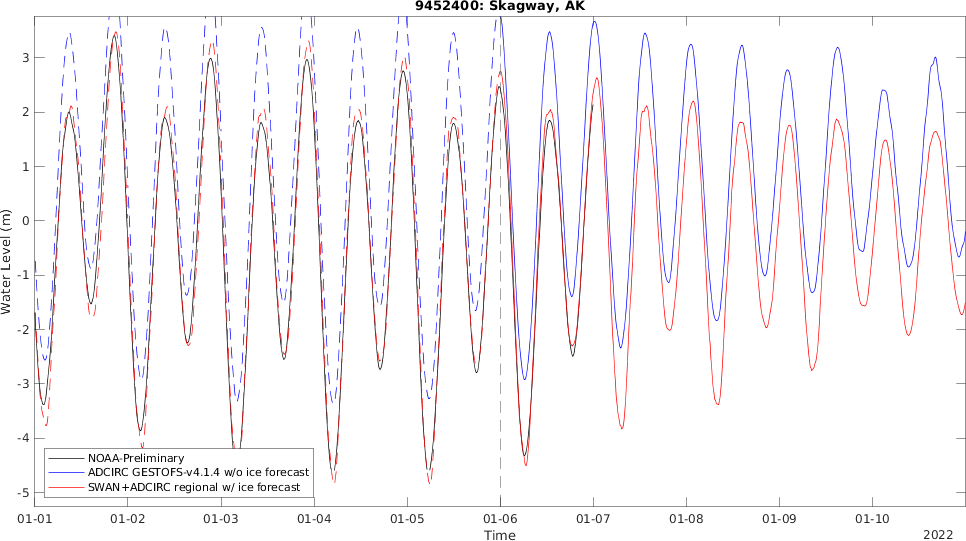 9452400: Skagway, AK
Water Level (m)
3
2
1
0
-1
-2
-3
-4
-5
NOAA-Preliminary
ADCIRC GESTOFS-v4.1.4 w/o ice forecast
SWAN+ADCIRC regional w/ ice forecast
01-01 01-02 01-03 01-04 01-05 01-06 01-07 01-08 01-09 01-10
Time
2022